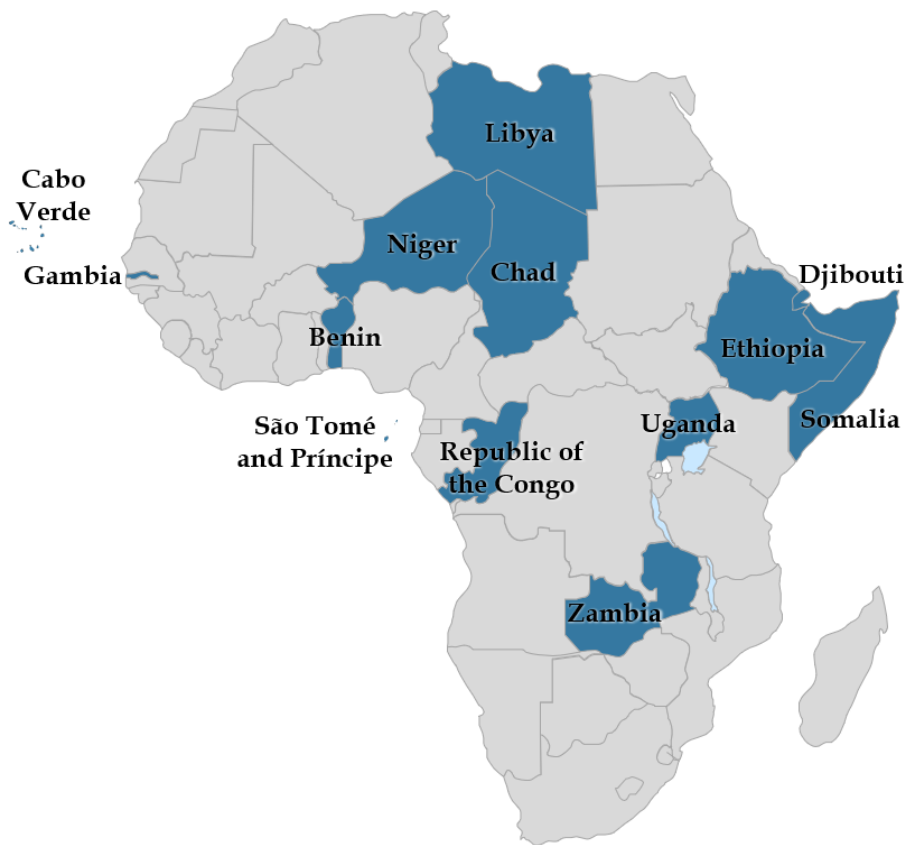 Libya
Cabo
Verde
Niger
Chad
Gambia
Djibouti
Benin
Ethiopia
São Tomé
and Príncipe
Uganda
Somalia
Republic of
the Congo
Zambia